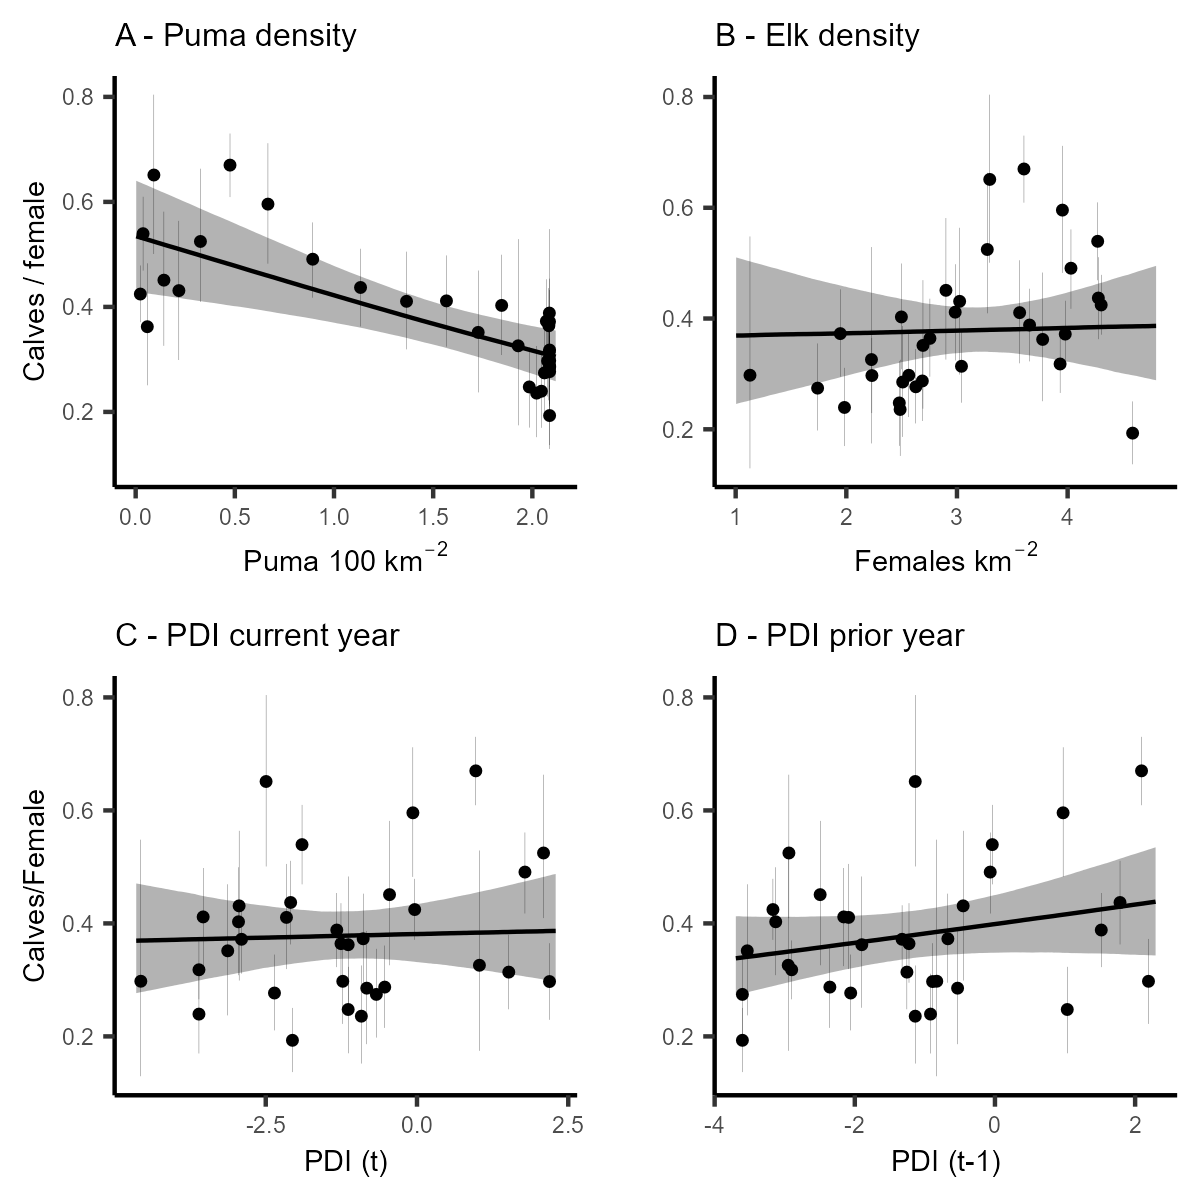 A - Puma density
B - Elk density
Calves / female
0.8
0.6
0.4
0.2
0.0 0.5 1.0 1.5 2.0
Puma 100 km⁻²
0.8
0.6
0.4
0.2
1 2 3 4
Females km⁻²
C - PDI current year
D - PDI prior year
Calves/Female
0.8
0.6
0.4
0.2
-2.5 0.0 2.5
PDI (t)
0.8
0.6
0.4
0.2
-4 -2 0 2
PDI (t-1)